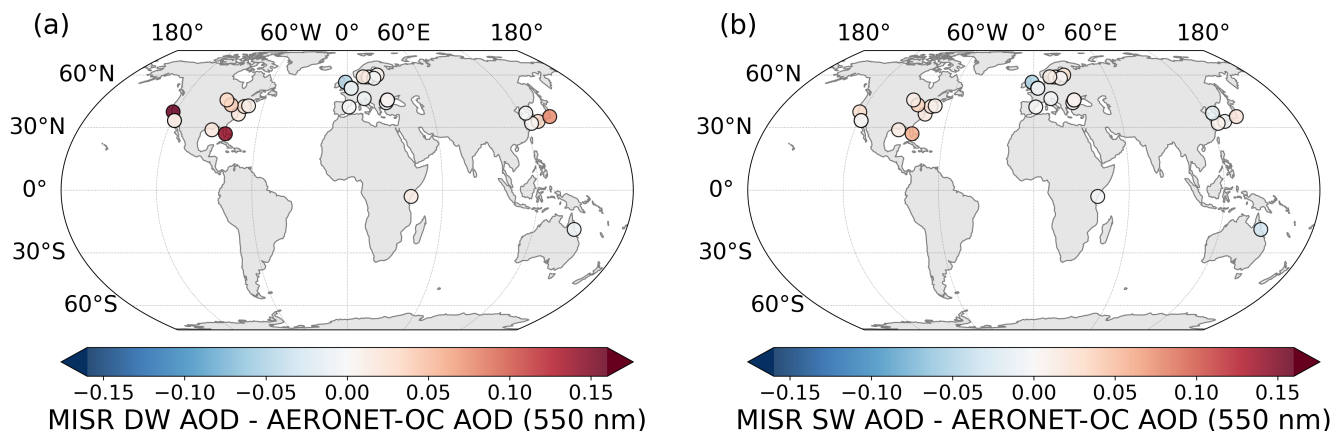 (a)
180° 60°W 0° 60°E 180°
60°N
30°N
0°
30°S
60°S
−0.15 −0.10 −0.05 0.00 0.05 0.10 0.15
MISR DW AOD - AERONET-OC AOD (550 nm)
(b)
180° 60°W 0° 60°E 180°
60°N
30°N
0°
30°S
60°S
−0.15 −0.10 −0.05 0.00 0.05 0.10 0.15
MISR SW AOD - AERONET-OC AOD (550 nm)